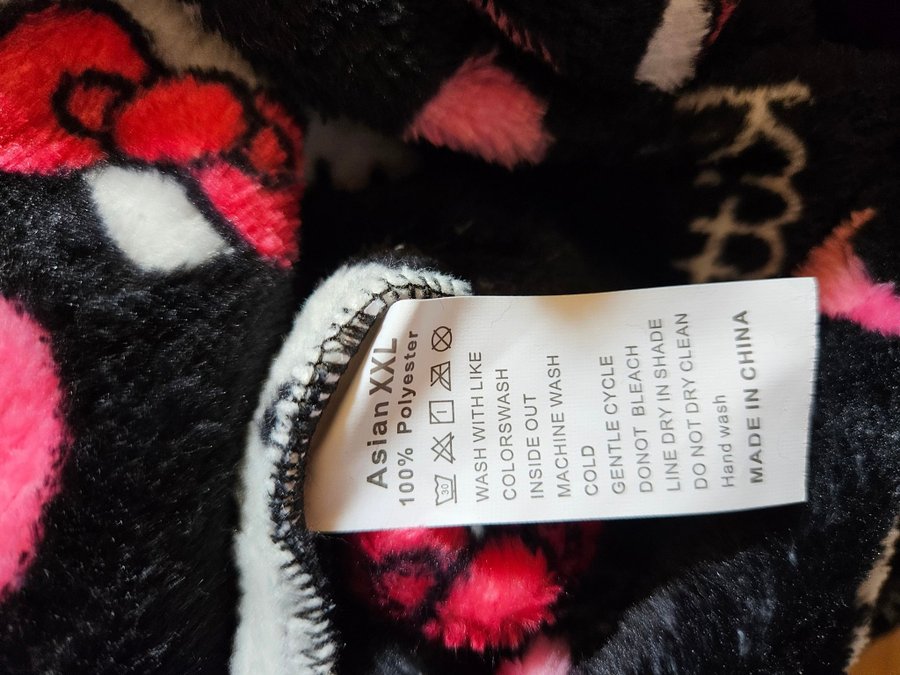 Asian XXL
100% Polyester
30
WASH WITH LIKE
COLORSWASH
INSIDE OUT
MACHINE WASH
COLD
GENTLE CYCLE
DONOT BLEACH
LINE DRY IN SHADE
DO NOT DRY CLEAN
Hand wash
MADE IN CHINA